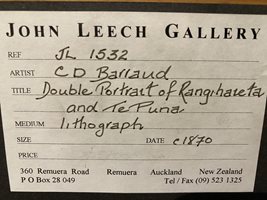 JOHN LEECH GALLERY
REF JL 1532
ARTIST C D Barraud
TITLE Double Portrait of Rangihaeta
and Te Puna
MEDIUM lithograph
SIZE DATE c1870
PRICE
360 Remuera Road Remuera Auckland New Zealand
P O Box 28 049 Tel / Fax (09) 523 1325